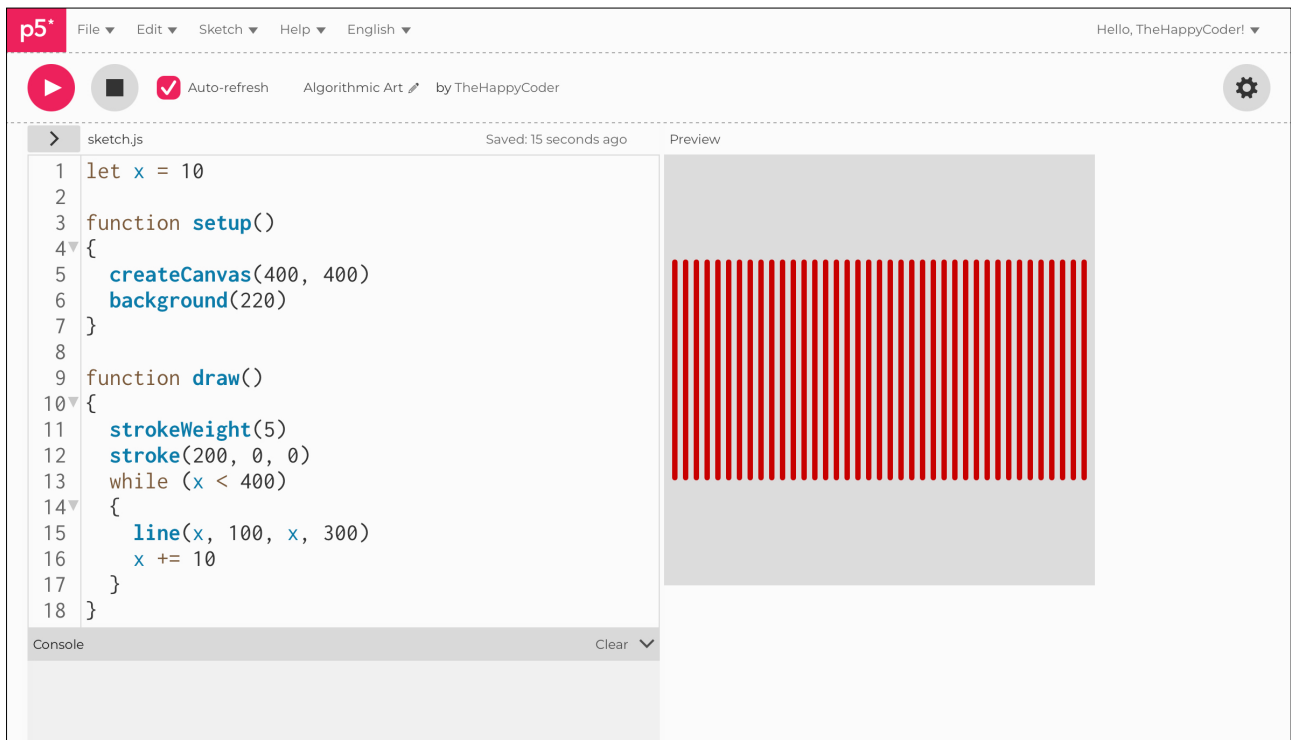 p5* File Edit Sketch Help English Hello, TheHappyCoder!
Auto-refresh Algorithmic Art by TheHappyCoder
sketch.js Saved: 15 seconds ago Preview
1 let x = 10
2
3 function setup()
4 {
5   createCanvas(400, 400)
6   background(220)
7 }
8
9 function draw()
10 {
11   strokeWeight(5)
12   stroke(200, 0, 0)
13   while (x < 400)
14   {
15     line(x, 100, x, 300)
16     x += 10
17   }
18 }
Console Clear